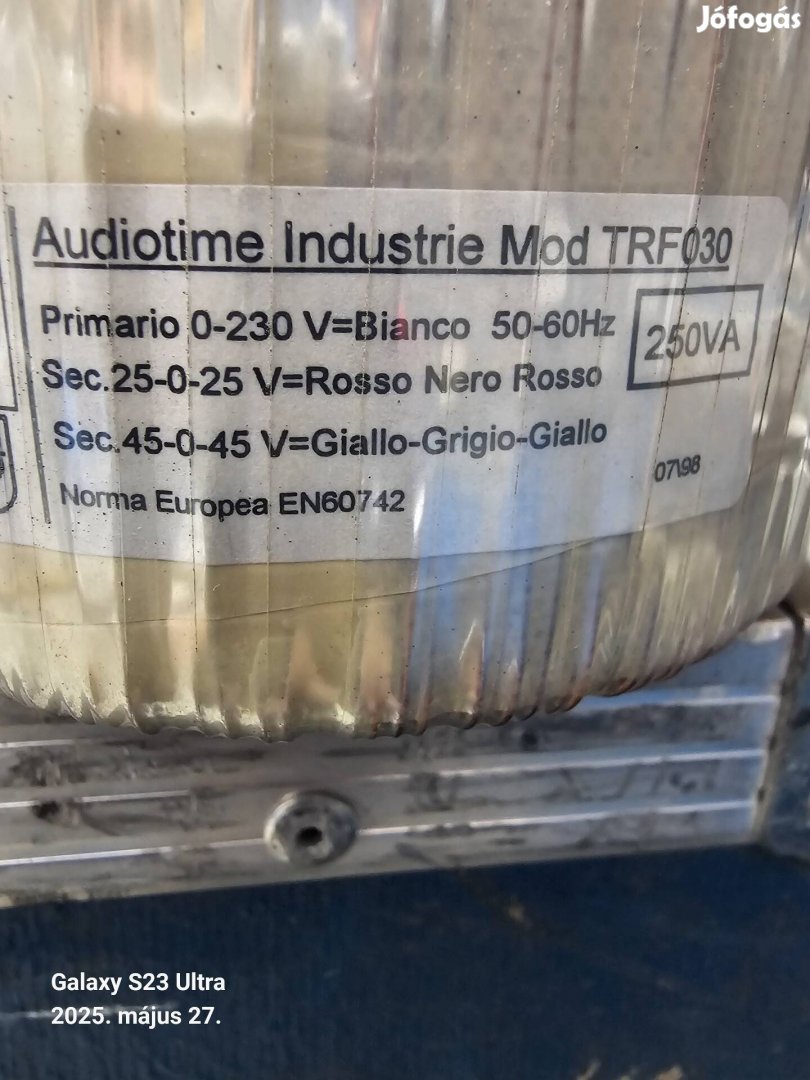 Jófogás
Audiotime Industrie Mod TRF030
Primario 0-230 V=Bianco 50-60Hz
250VA
Sec.25-0-25 V=Rosso Nero Rosso
Sec.45-0-45 V=Giallo-Grigio-Giallo
07\98
Norma Europea EN60742
Galaxy S23 Ultra
2025. május 27.